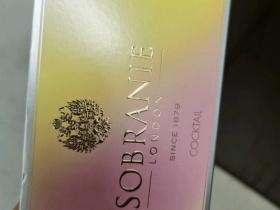 SOBRANIE
LONDON
SINCE 1879
COCKTAIL